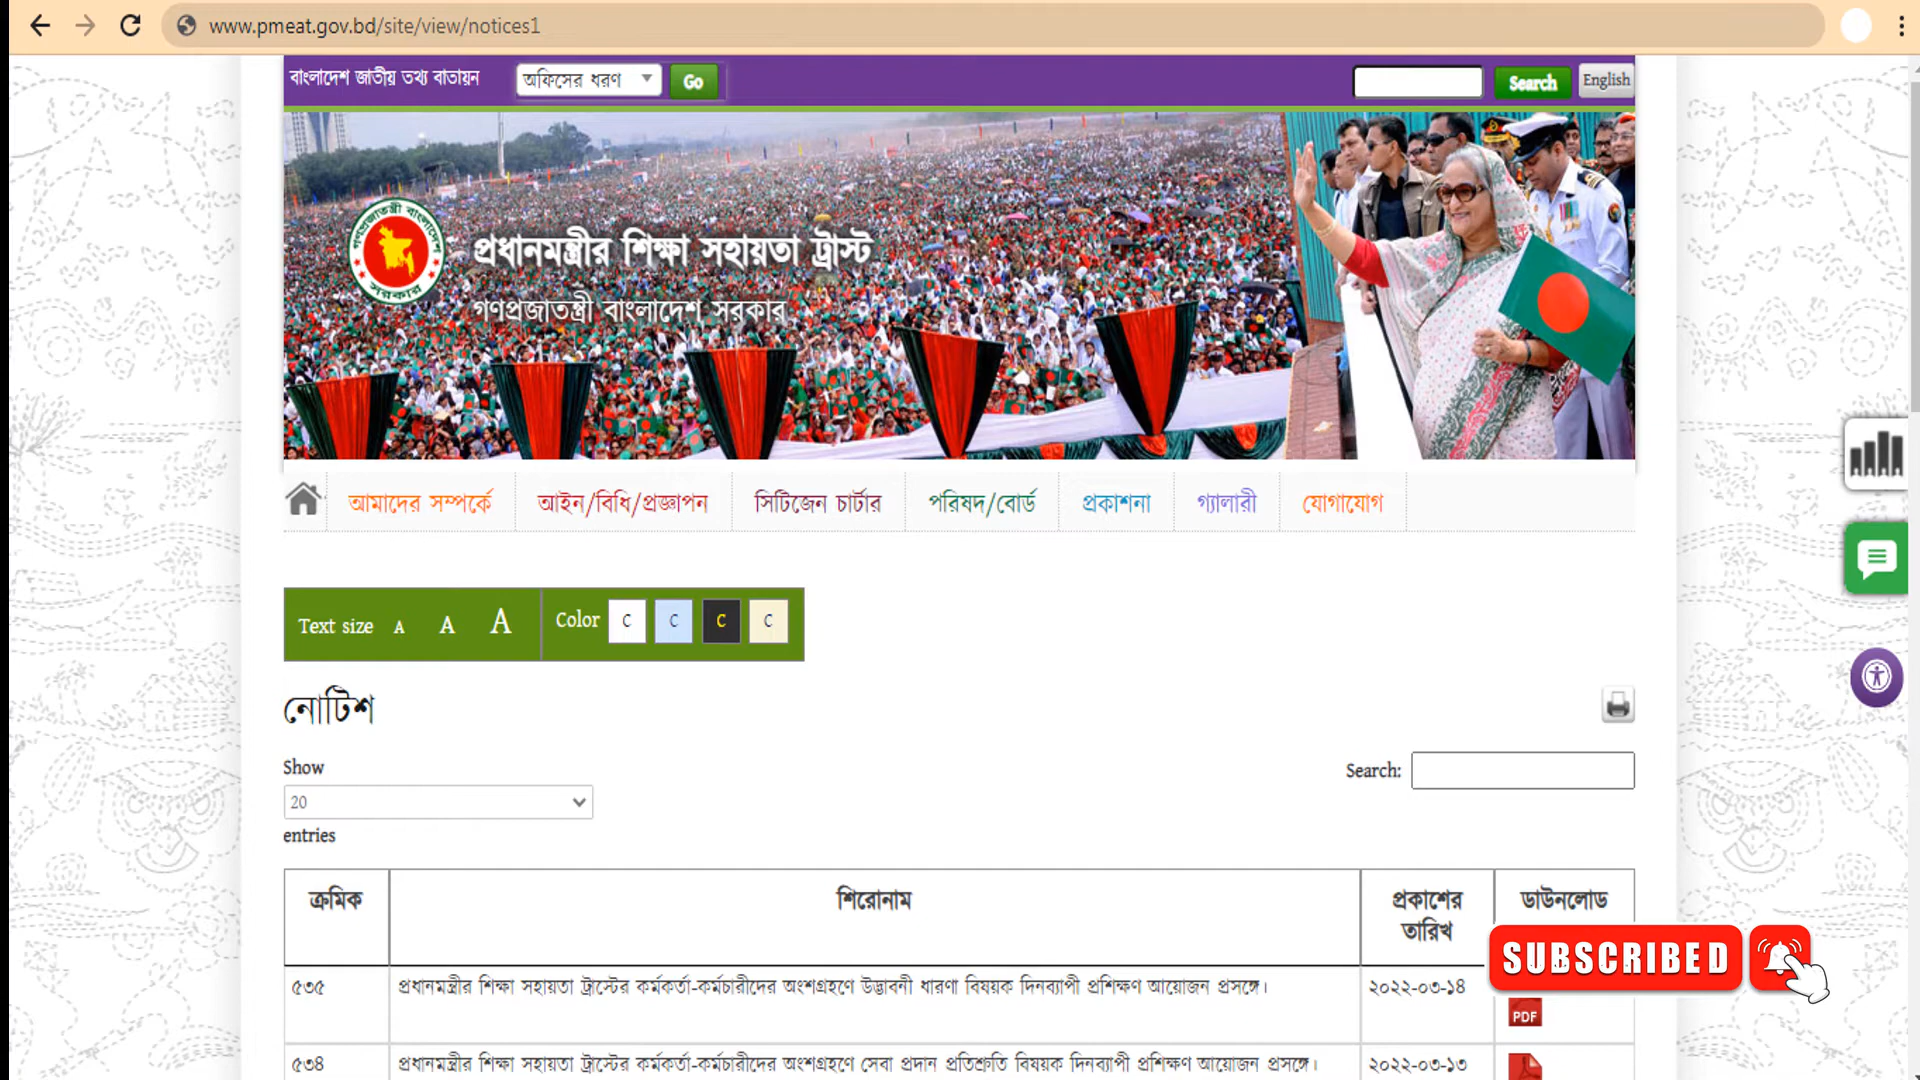 www.pmeat.gov.bd/site/view/notices1
বাংলাদেশ জাতীয় তথ্য বাতায়ন
অফিসের ধরণ
Go
Search
English
গণপ্রজাতন্ত্রী বাংলাদেশ
সরকার
প্রধানমন্ত্রীর শিক্ষা সহায়তা ট্রাস্ট
গণপ্রজাতন্ত্রী বাংলাদেশ সরকার
আমাদের সম্পর্কে
আইন/বিধি/প্রজ্ঞাপন
সিটিজেন চার্টার
পরিষদ/বোর্ড
প্রকাশনা
গ্যালারী
যোগাযোগ
Text size A A A
Color C C C C
নোটিশ
Show
20
entries
Search:
ক্রমিক
শিরোনাম
প্রকাশের
তারিখ
ডাউনলোড
SUBSCRIBED
৫৩৫
প্রধানমন্ত্রীর শিক্ষা সহায়তা ট্রাস্টের কর্মকর্তা-কর্মচারীদের অংশগ্রহণে উদ্ভাবনী ধারণা বিষয়ক দিনব্যাপী প্রশিক্ষণ আয়োজন প্রসঙ্গে।
২০২২-০৩-১৪
PDF
৫৩৪
প্রধানমন্ত্রীর শিক্ষা সহায়তা ট্রাস্টের কর্মকর্তা-কর্মচারীদের অংশগ্রহণে সেবা প্রদান প্রতিশ্রুতি বিষয়ক দিনব্যাপী প্রশিক্ষণ আয়োজন প্রসঙ্গে।
২০২২-০৩-১৩